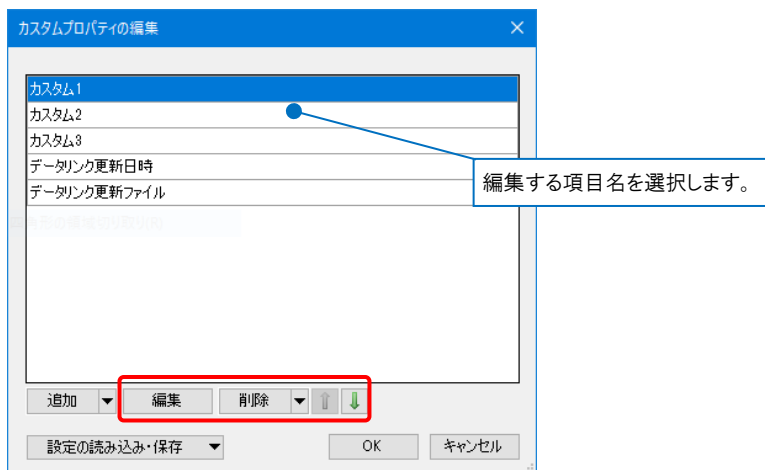 カスタムプロパティの編集
カスタム1
カスタム2
カスタム3
データリンク更新日時
データリンク更新ファイル
編集する項目名を選択します。
追加
編集
削除
設定の読み込み・保存
OK
キャンセル